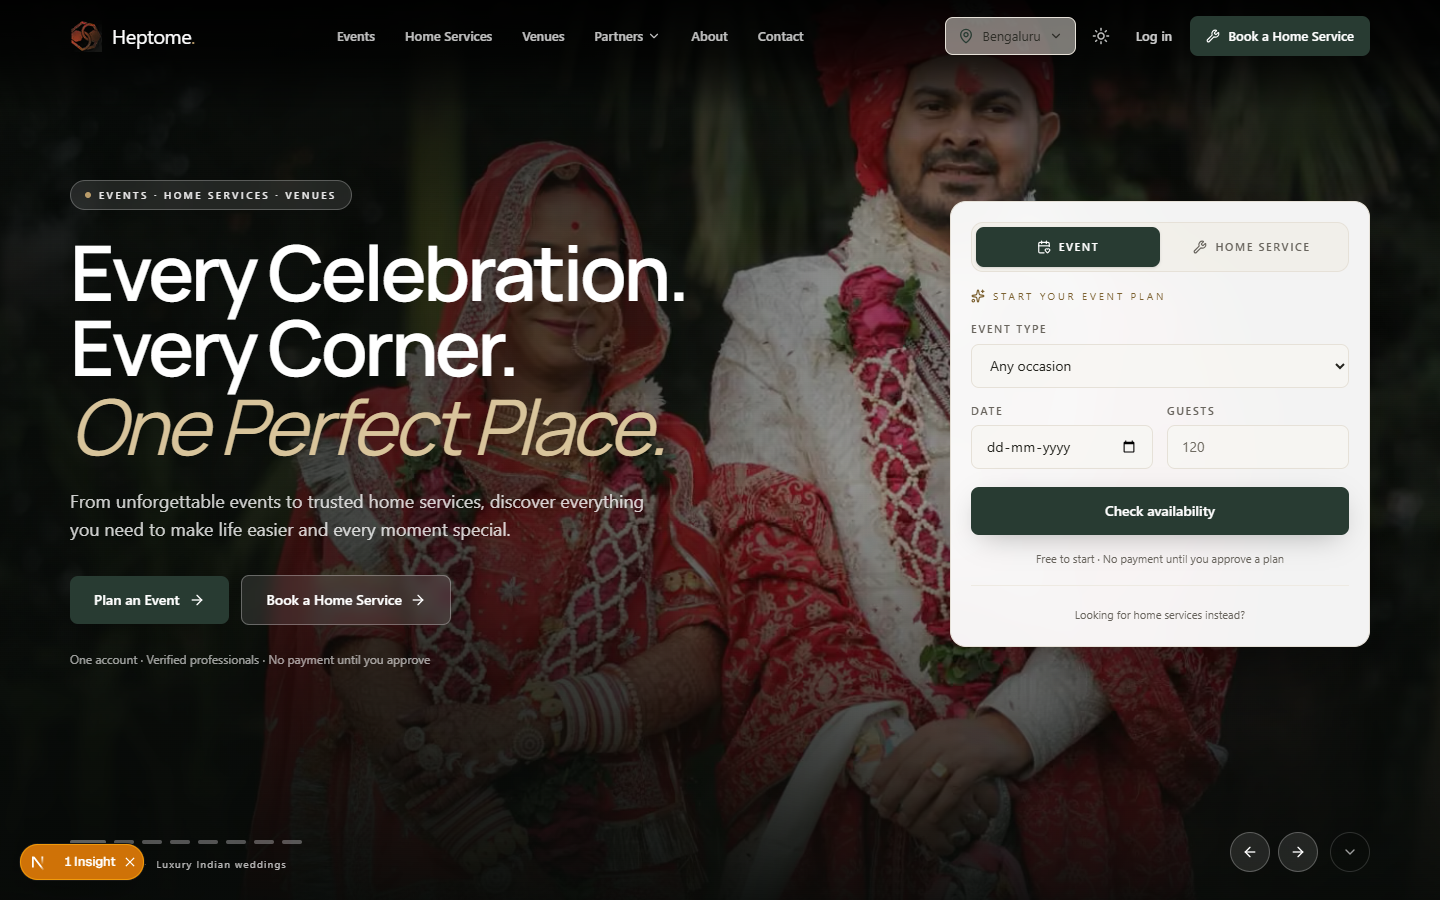 Heptome.
Events
Home Services
Venues
Partners
About
Contact
Bengaluru
Log in
Book a Home Service
EVENTS · HOME SERVICES · VENUES
Every Celebration.
Every Corner.
One Perfect Place.
From unforgettable events to trusted home services, discover everything
you need to make life easier and every moment special.
Plan an Event
Book a Home Service
One account · Verified professionals · No payment until you approve
EVENT
HOME SERVICE
START YOUR EVENT PLAN
EVENT TYPE
Any occasion
DATE
GUESTS
dd-mm-yyyy
120
Check availability
Free to start · No payment until you approve a plan
Looking for home services instead?
N
1 Insight
Luxury Indian weddings